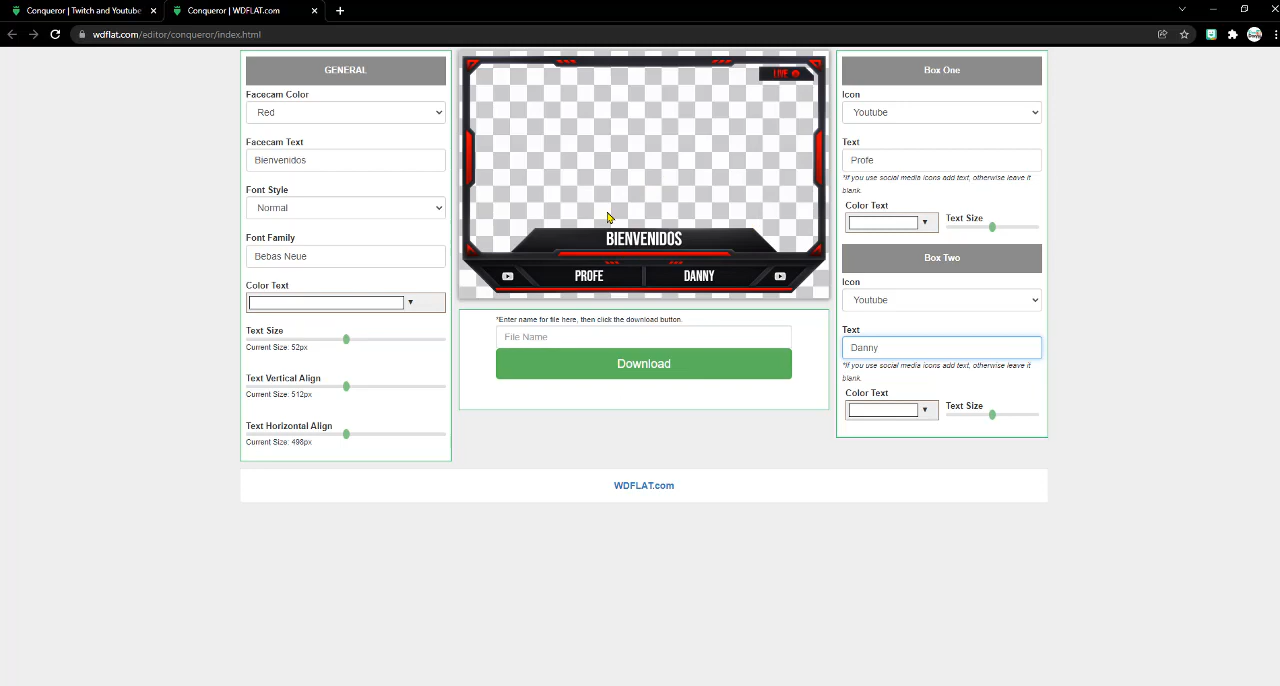 Conqueror | Twitch and Youtube
Conqueror | WDFLAT.com
wdflat.com/editor/conqueror/index.html
GENERAL
Facecam Color
Red
Facecam Text
Bienvenidos
Font Style
Normal
Font Family
Bebas Neue
Color Text
Text Size
Current Size: 52px
Text Vertical Align
Current Size: 512px
Text Horizontal Align
Current Size: 498px
LIVE
BIENVENIDOS
PROFE
DANNY
*Enter name for file here, then click the download button.
File Name
Download
Box One
Icon
Youtube
Text
Profe
*If you use social media icons add text, otherwise leave it
blank.
Color Text
Text Size
Box Two
Icon
Youtube
Text
Danny
*If you use social media icons add text, otherwise leave it
blank.
Color Text
Text Size
WDFLAT.com